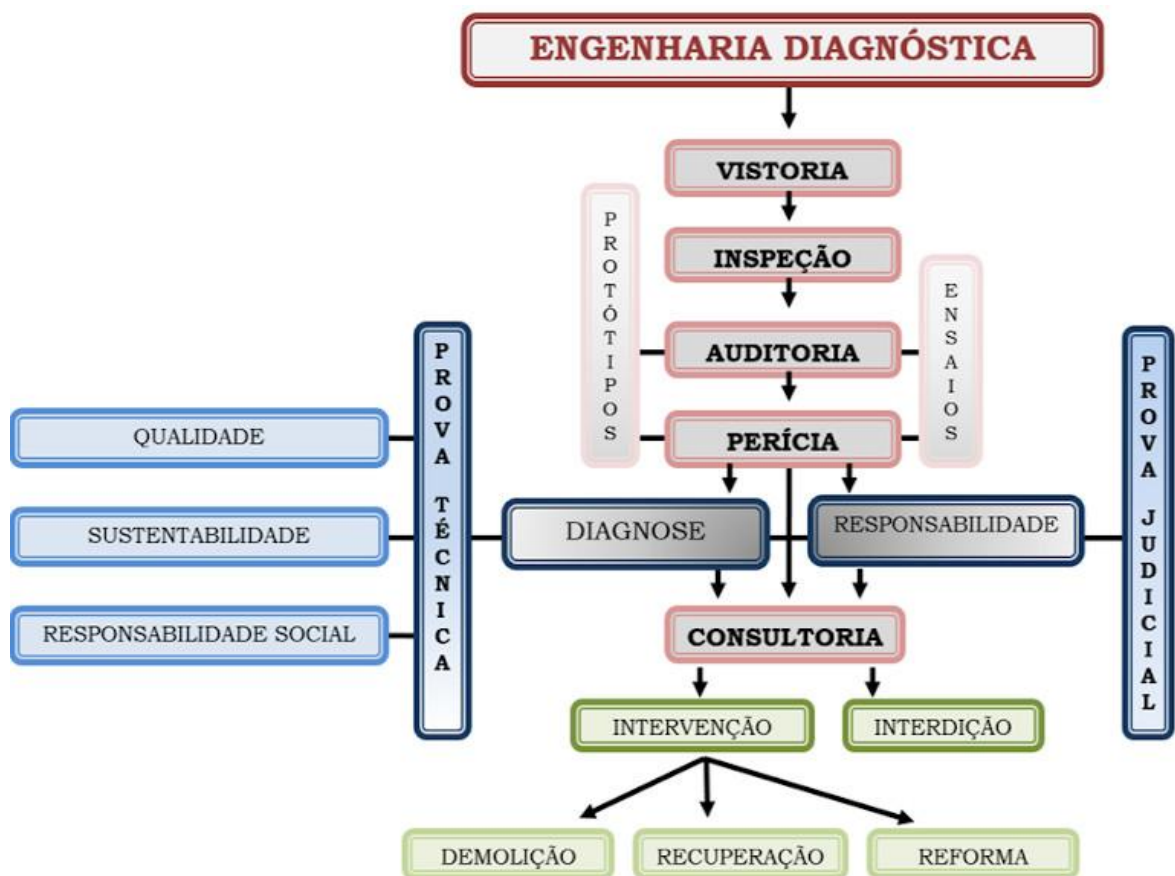 ENGENHARIA DIAGNÓSTICA
VISTORIA
PROTÓTIPOS
INSPEÇÃO
ENSAIOS
PROVA TÉCNICA
AUDITORIA
PROVA JUDICIAL
QUALIDADE
PERÍCIA
SUSTENTABILIDADE
DIAGNOSE
RESPONSABILIDADE
RESPONSABILIDADE SOCIAL
CONSULTORIA
INTERVENÇÃO
INTERDIÇÃO
DEMOLIÇÃO
RECUPERAÇÃO
REFORMA